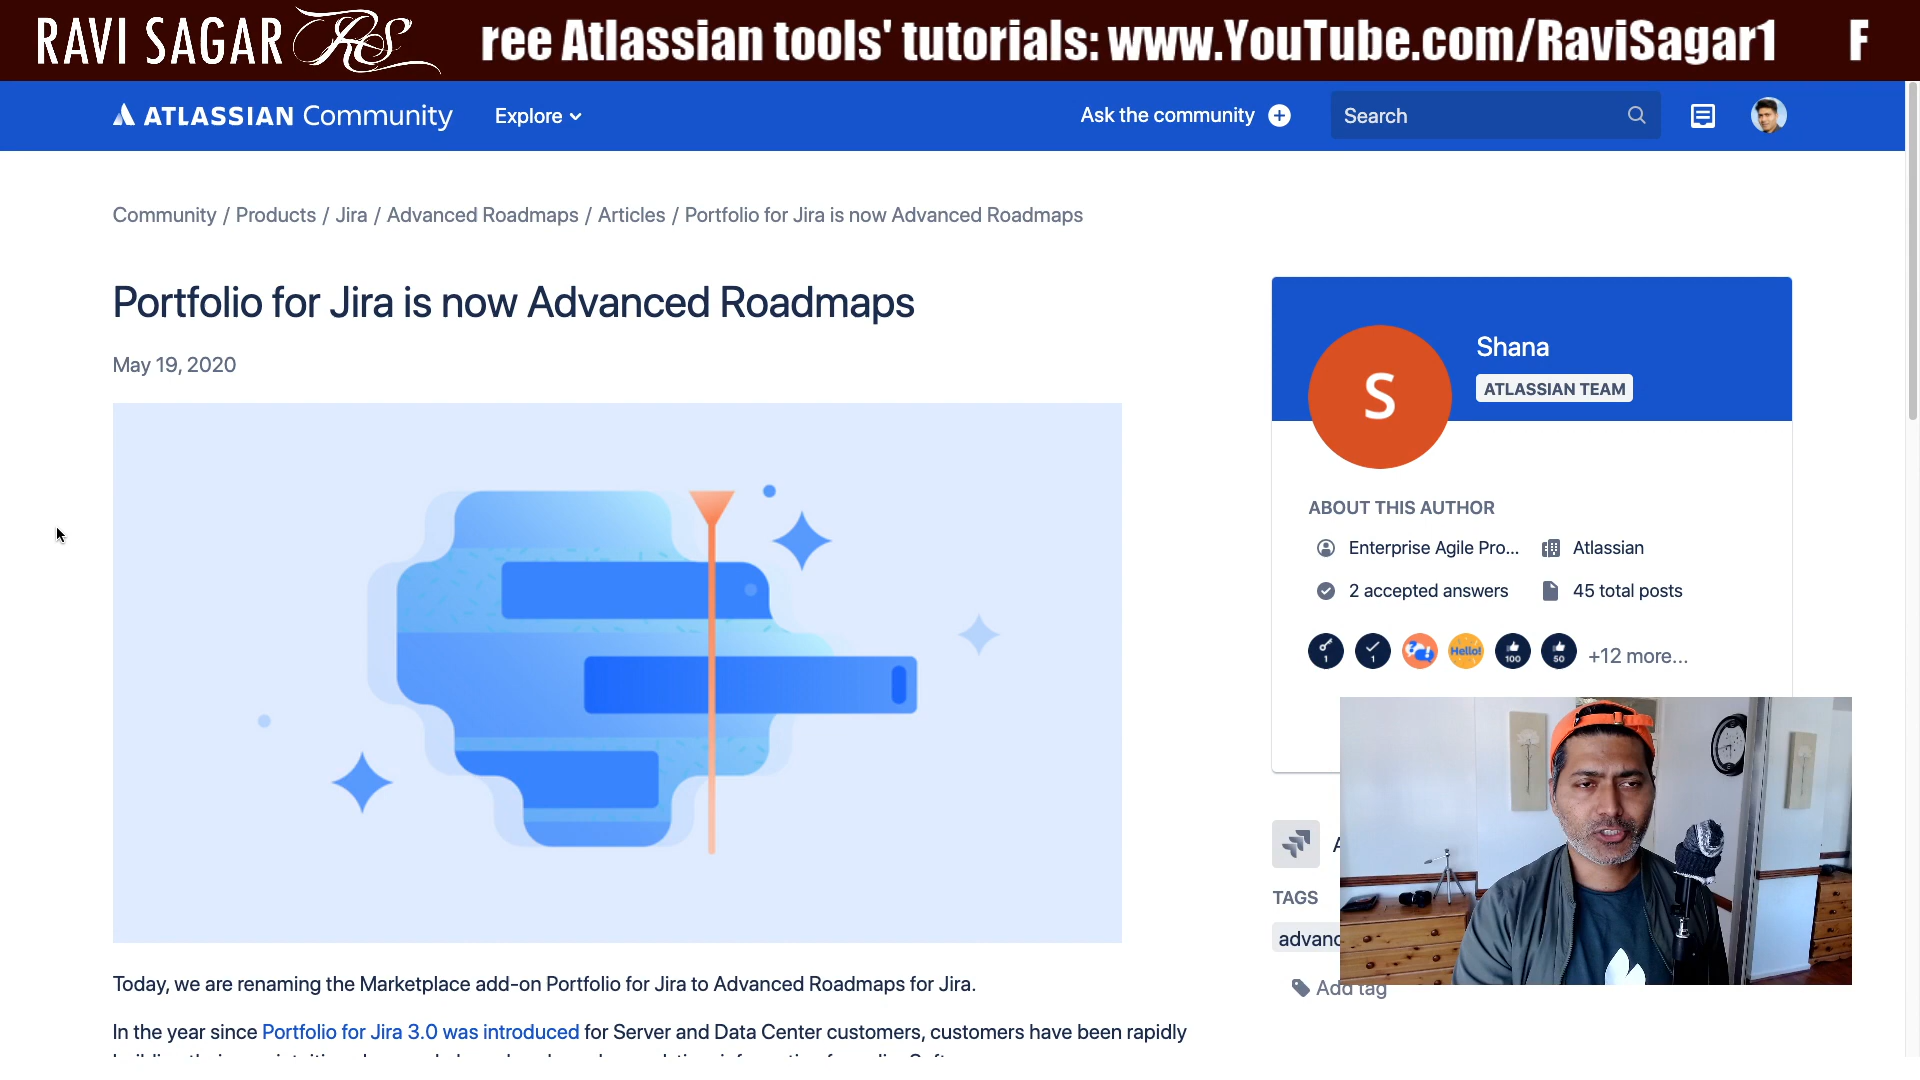 RAVI SAGAR RS ree Atlassian tools' tutorials: www.YouTube.com/RaviSagar1 F
ATLASSIAN Community Explore Ask the community Search
Community / Products / Jira / Advanced Roadmaps / Articles / Portfolio for Jira is now Advanced Roadmaps
Portfolio for Jira is now Advanced Roadmaps
May 19, 2020
S
Shana
ATLASSIAN TEAM
ABOUT THIS AUTHOR
Enterprise Agile Pro... Atlassian
2 accepted answers 45 total posts
1 1 Hello! 100 50 +12 more...
TAGS
advanc
Add tag
Today, we are renaming the Marketplace add-on Portfolio for Jira to Advanced Roadmaps for Jira.
In the year since Portfolio for Jira 3.0 was introduced for Server and Data Center customers, customers have been rapidly